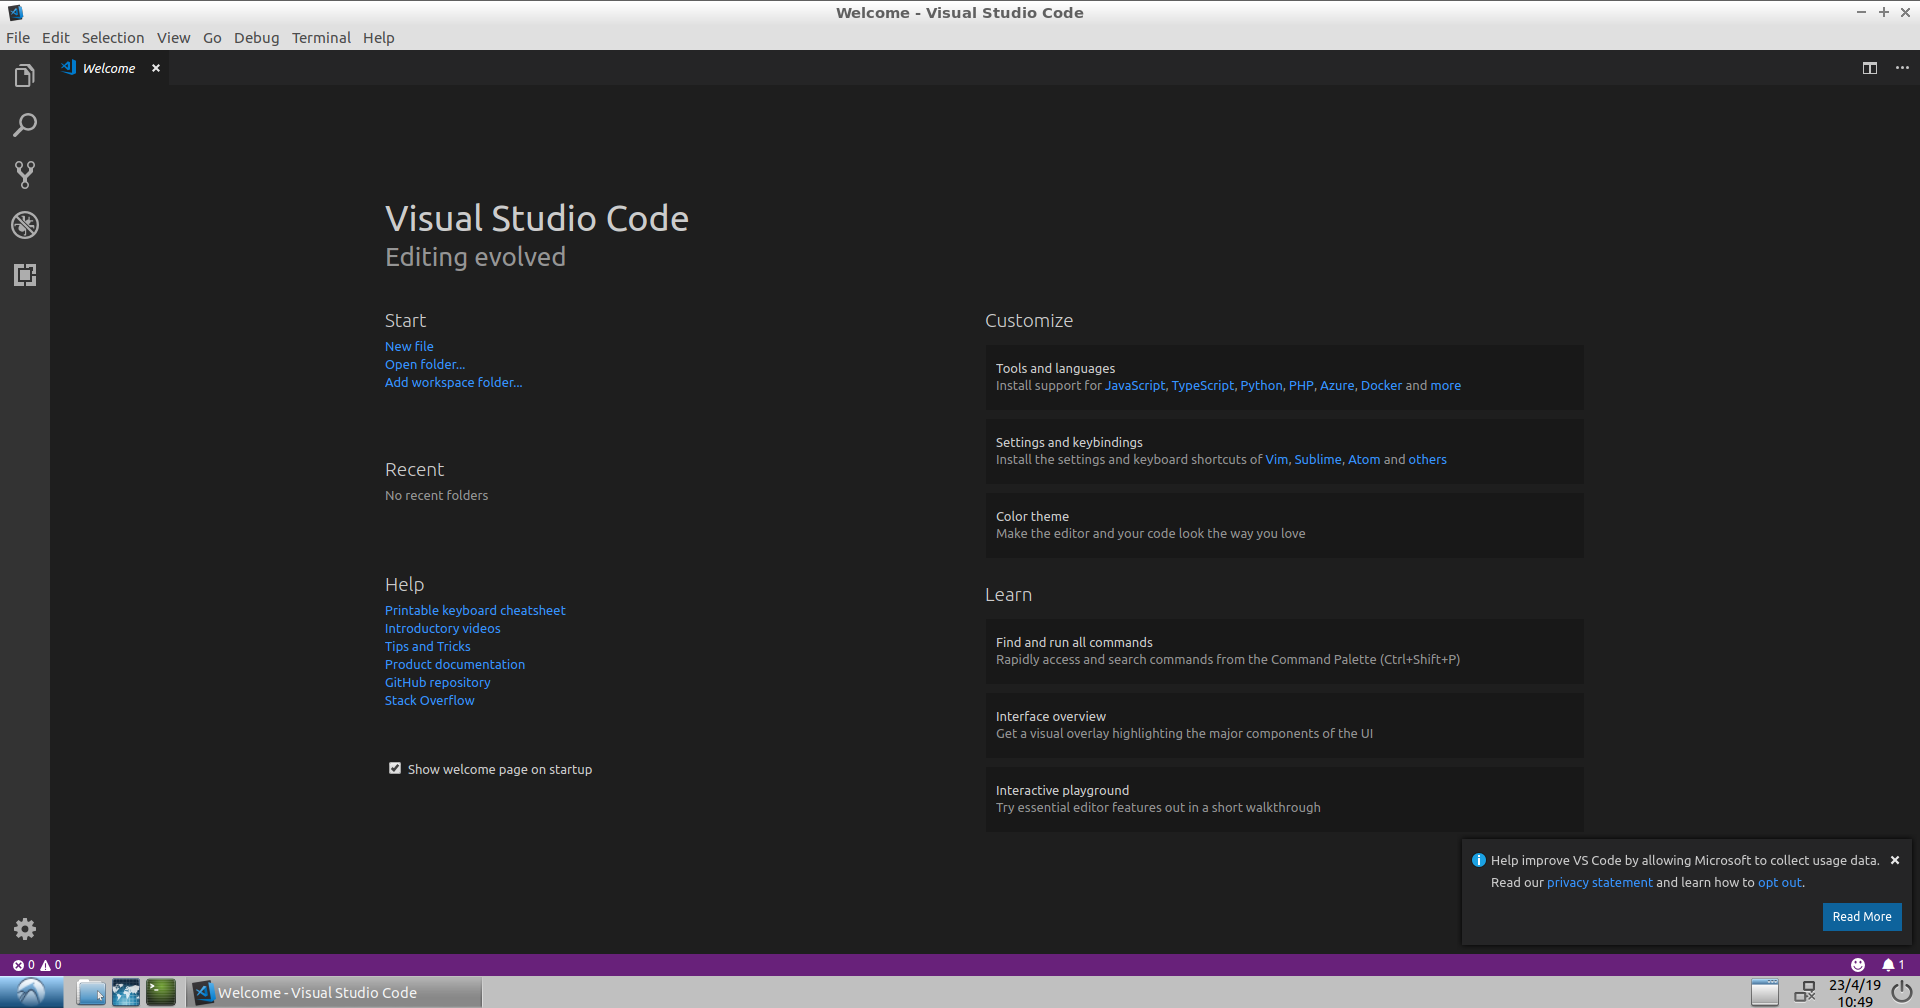 Welcome - Visual Studio Code
File Edit Selection View Go Debug Terminal Help
Welcome
Visual Studio Code
Editing evolved
Start
New file
Open folder...
Add workspace folder...
Recent
No recent folders
Help
Printable keyboard cheatsheet
Introductory videos
Tips and Tricks
Product documentation
GitHub repository
Stack Overflow
Show welcome page on startup
Customize
Tools and languages
Install support for JavaScript, TypeScript, Python, PHP, Azure, Docker and more
Settings and keybindings
Install the settings and keyboard shortcuts of Vim, Sublime, Atom and others
Color theme
Make the editor and your code look the way you love
Learn
Find and run all commands
Rapidly access and search commands from the Command Palette (Ctrl+Shift+P)
Interface overview
Get a visual overlay highlighting the major components of the UI
Interactive playground
Try essential editor features out in a short walkthrough
Help improve VS Code by allowing Microsoft to collect usage data.
Read our privacy statement and learn how to opt out.
Read More
0 0
1
Welcome - Visual Studio Code
23/4/19
10:49